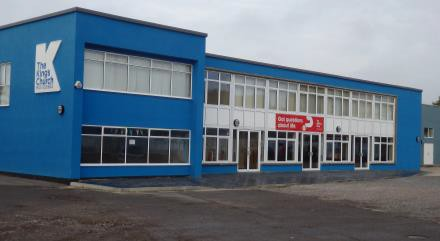 K
The
Kings
Church
Got questions
about life?